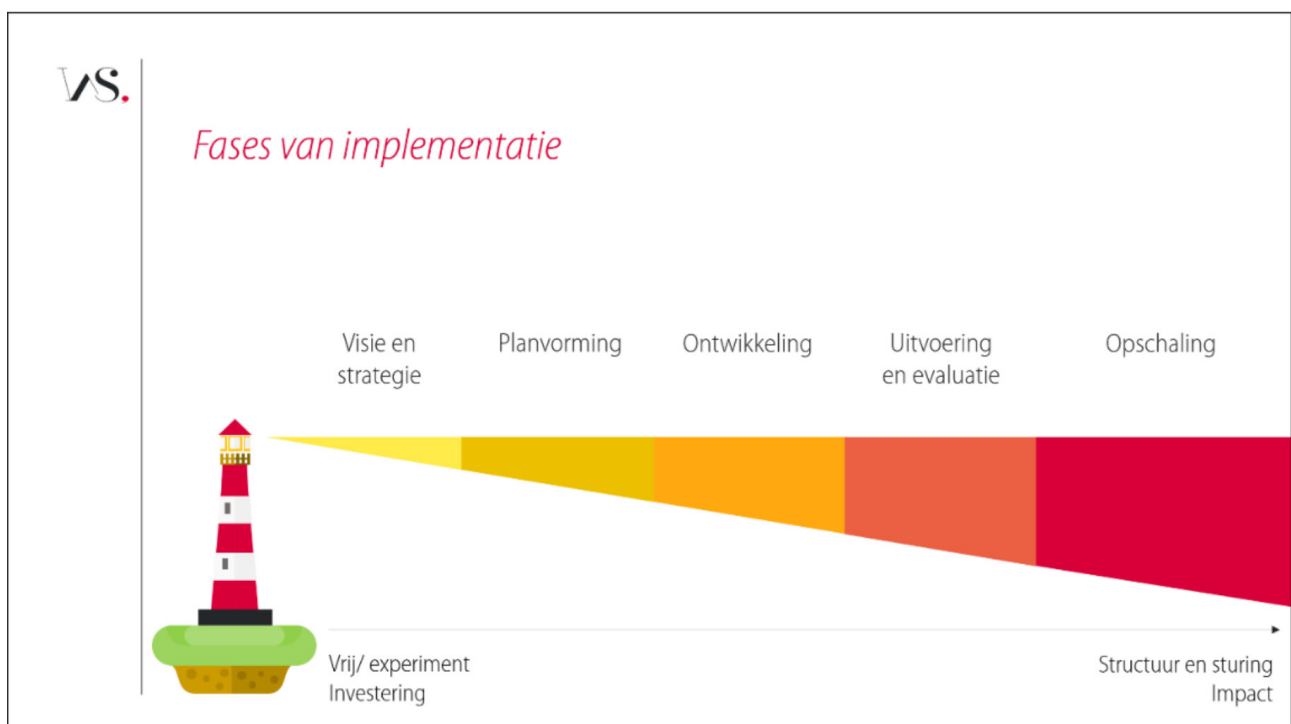 VS.
Fases van implementatie
Visie en
strategie
Planvorming
Ontwikkeling
Uitvoering
en evaluatie
Opschaling
Vrij/ experiment
Investering
Structuur en sturing
Impact